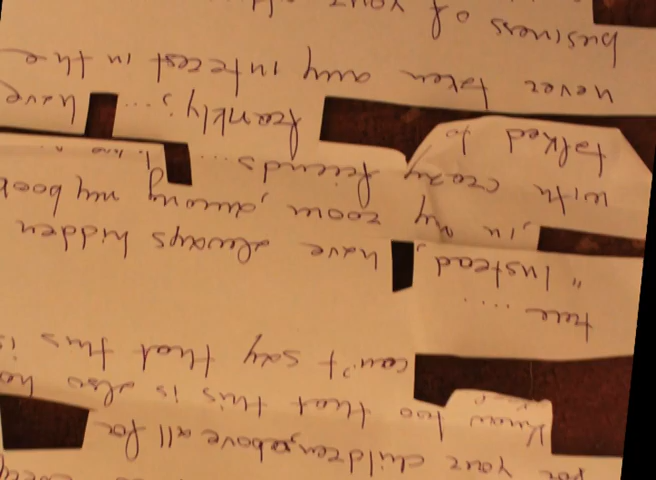 for your children, above all for
know too that this is also
can't say that this
true ....
"Instead, have always hidden
in my room, among my book
with crazy friends ....
talked to frankly; .... have
never taken any interest in the
business of your